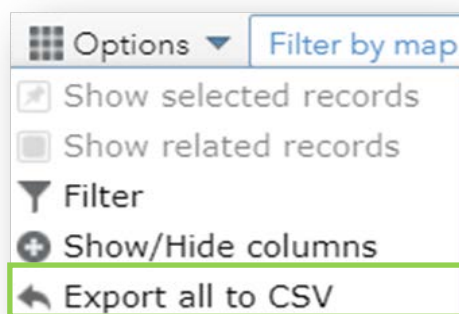 Options Filter by map
Show selected records
Show related records
Filter
Show/Hide columns
Export all to CSV